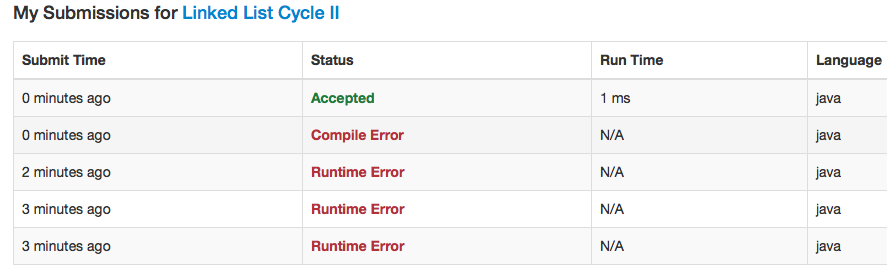 My Submissions for Linked List Cycle II
Submit Time Status Run Time Language
0 minutes ago Accepted 1 ms java
0 minutes ago Compile Error N/A java
2 minutes ago Runtime Error N/A java
3 minutes ago Runtime Error N/A java
3 minutes ago Runtime Error N/A java